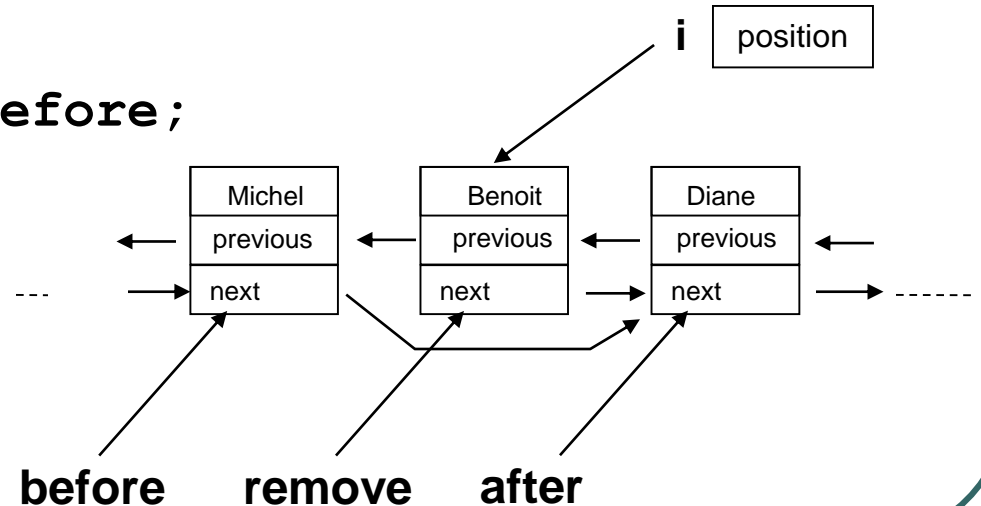 i position
efore;
Michel Benoit Diane
previous previous previous
next next next
before remove after